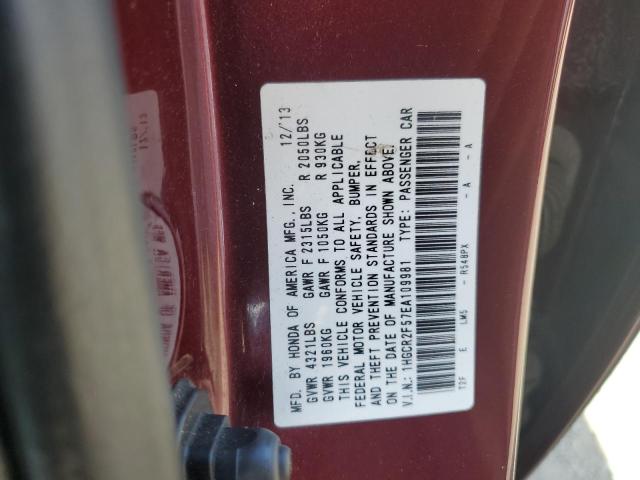 MFD. BY HONDA OF AMERICA MFG., INC. 12/13
GVWR 4321LBS GAWR F 2315LBS R 2050LBS
GVWR 1960KG GAWR F 1050KG R 930KG
THIS VEHICLE CONFORMS TO ALL APPLICABLE
FEDERAL MOTOR VEHICLE SAFETY, BUMPER,
AND THEFT PREVENTION STANDARDS IN EFFECT
ON THE DATE OF MANUFACTURE SHOWN ABOVE.
V.I.N.: 1HGCR2F57EA109981 TYPE: PASSENGER CAR
T2F E LM5 - R548PX - A - A